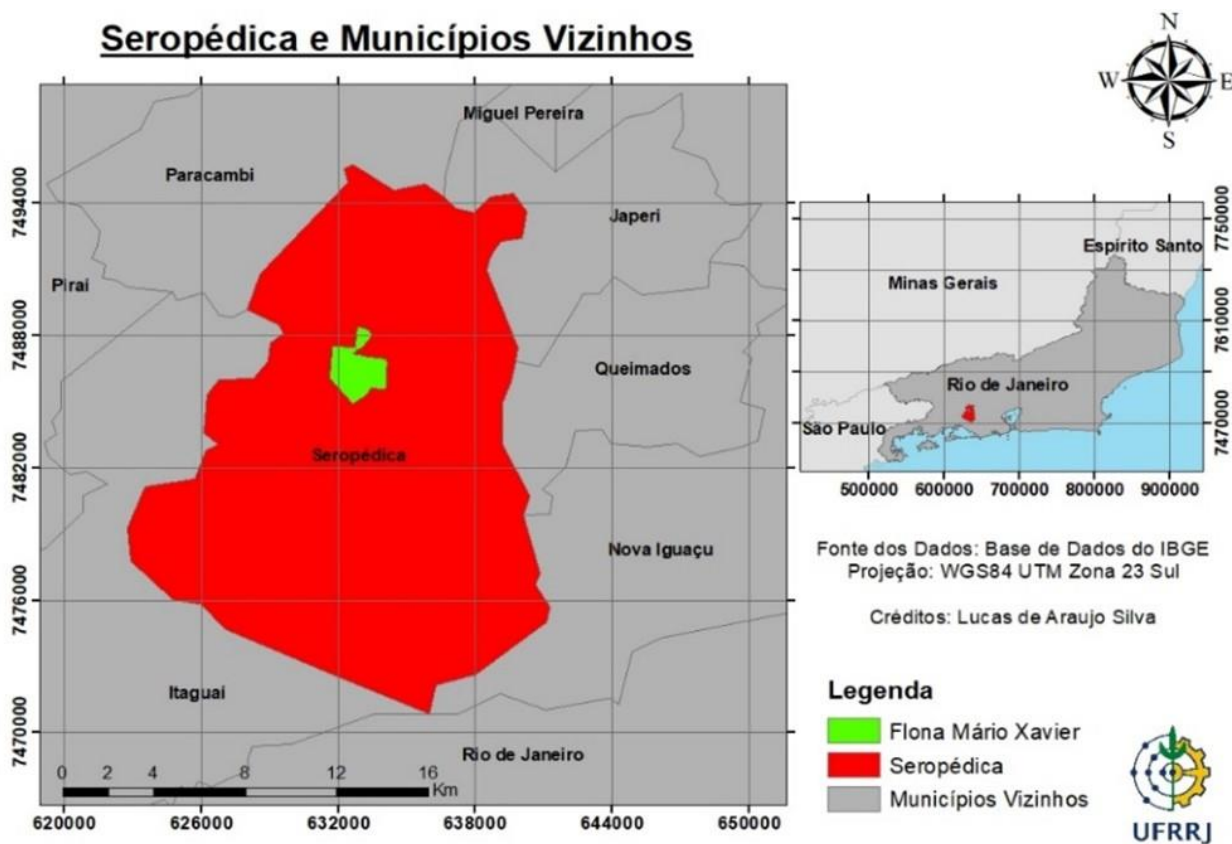 Seropédica e Municípios Vizinhos
N
W
E
S
Miguel Pereira
Paracambi
Japeri
Pirai
Queimados
Seropédica
Nova Iguaçu
Itaguai
Rio de Janeiro
7494000
7488000
7482000
7476000
7470000
0 2 4 8 12 16
Km
620000 626000 632000 638000 644000 650000
Espírito Santo
Minas Gerais
Rio de Janeiro
São Paulo
7750000
7610000
7470000
500000 600000 700000 800000 900000
Fonte dos Dados: Base de Dados do IBGE
Projeção: WGS84 UTM Zona 23 Sul
Créditos: Lucas de Araujo Silva
Legenda
Flona Mário Xavier
Seropédica
Municípios Vizinhos
UFRRJ